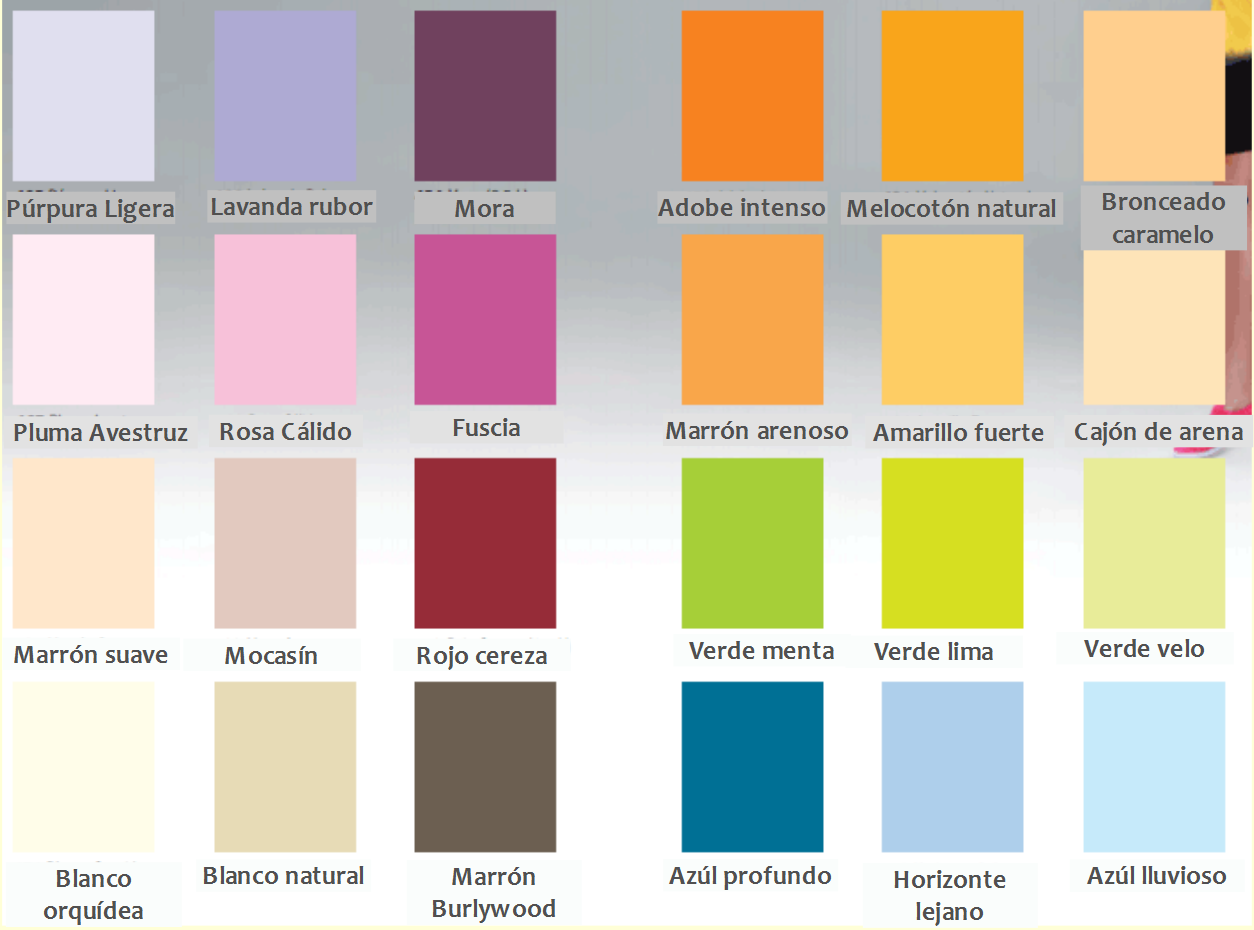 Púrpura Ligera
Lavanda rubor
Mora
Adobe intenso
Melocotón natural
Bronceado
caramelo
Pluma Avestruz
Rosa Cálido
Fuscia
Marrón arenoso
Amarillo fuerte
Cajón de arena
Marrón suave
Mocasín
Rojo cereza
Verde menta
Verde lima
Verde velo
Blanco
orquídea
Blanco natural
Marrón
Burlywood
Azúl profundo
Horizonte
lejano
Azúl lluvioso